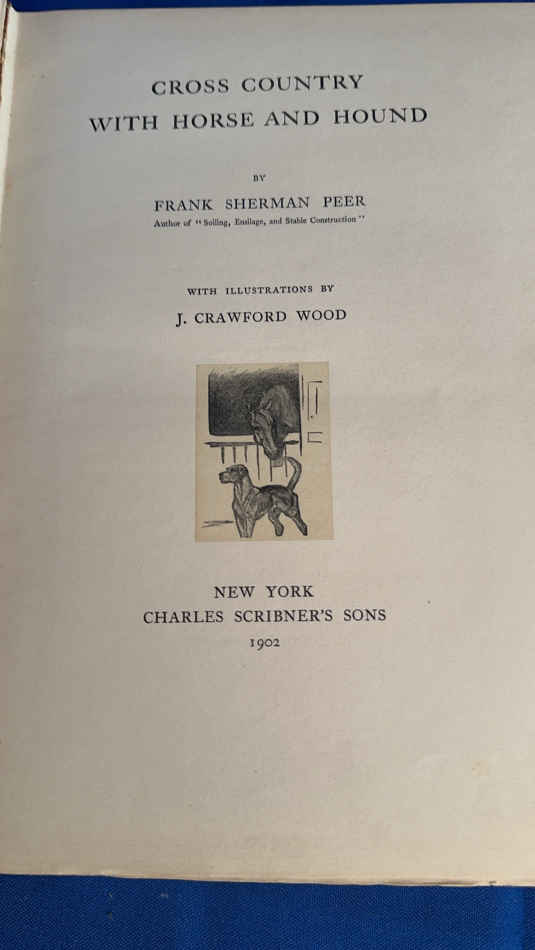 CROSS COUNTRY
WITH HORSE AND HOUND
BY
FRANK SHERMAN PEER
Author of "Soiling, Ensilage, and Stable Construction"
WITH ILLUSTRATIONS BY
J. CRAWFORD WOOD
NEW YORK
CHARLES SCRIBNER'S SONS
1902